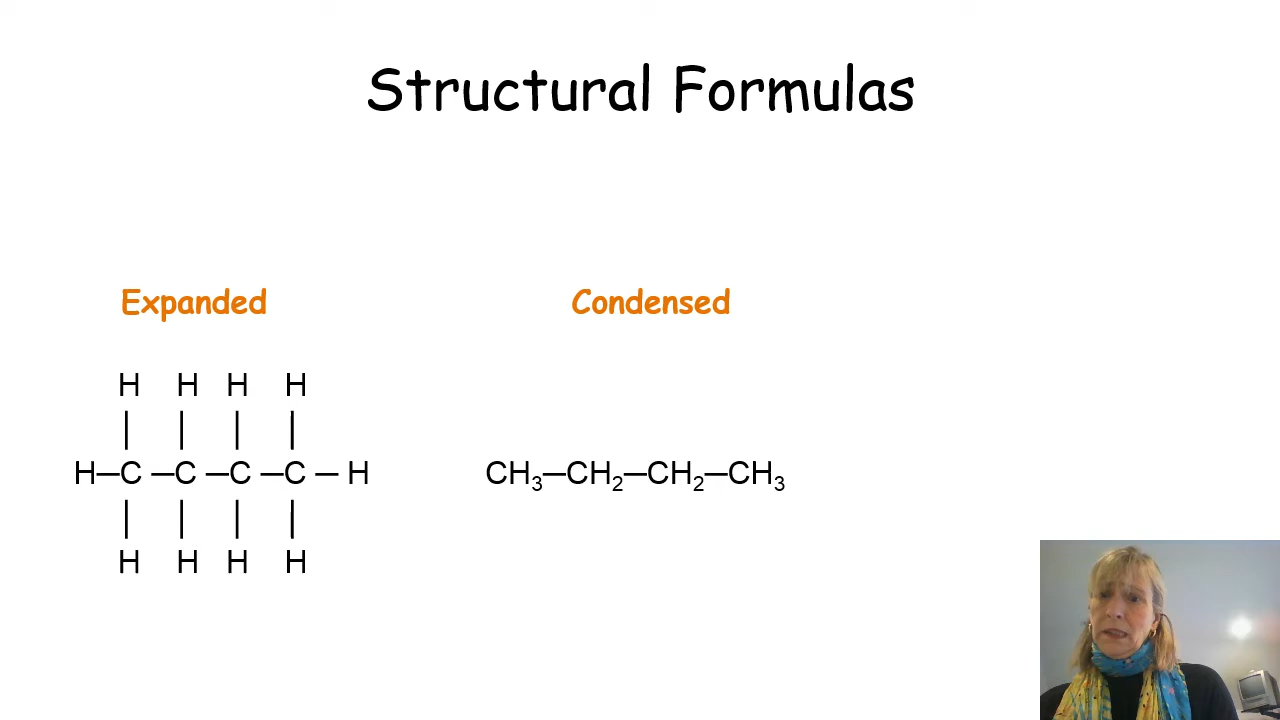 Structural Formulas
Expanded Condensed
H H H H
| | | |
H—C —C —C —C — H CH₃—CH₂—CH₂—CH₃
| | | |
H H H H